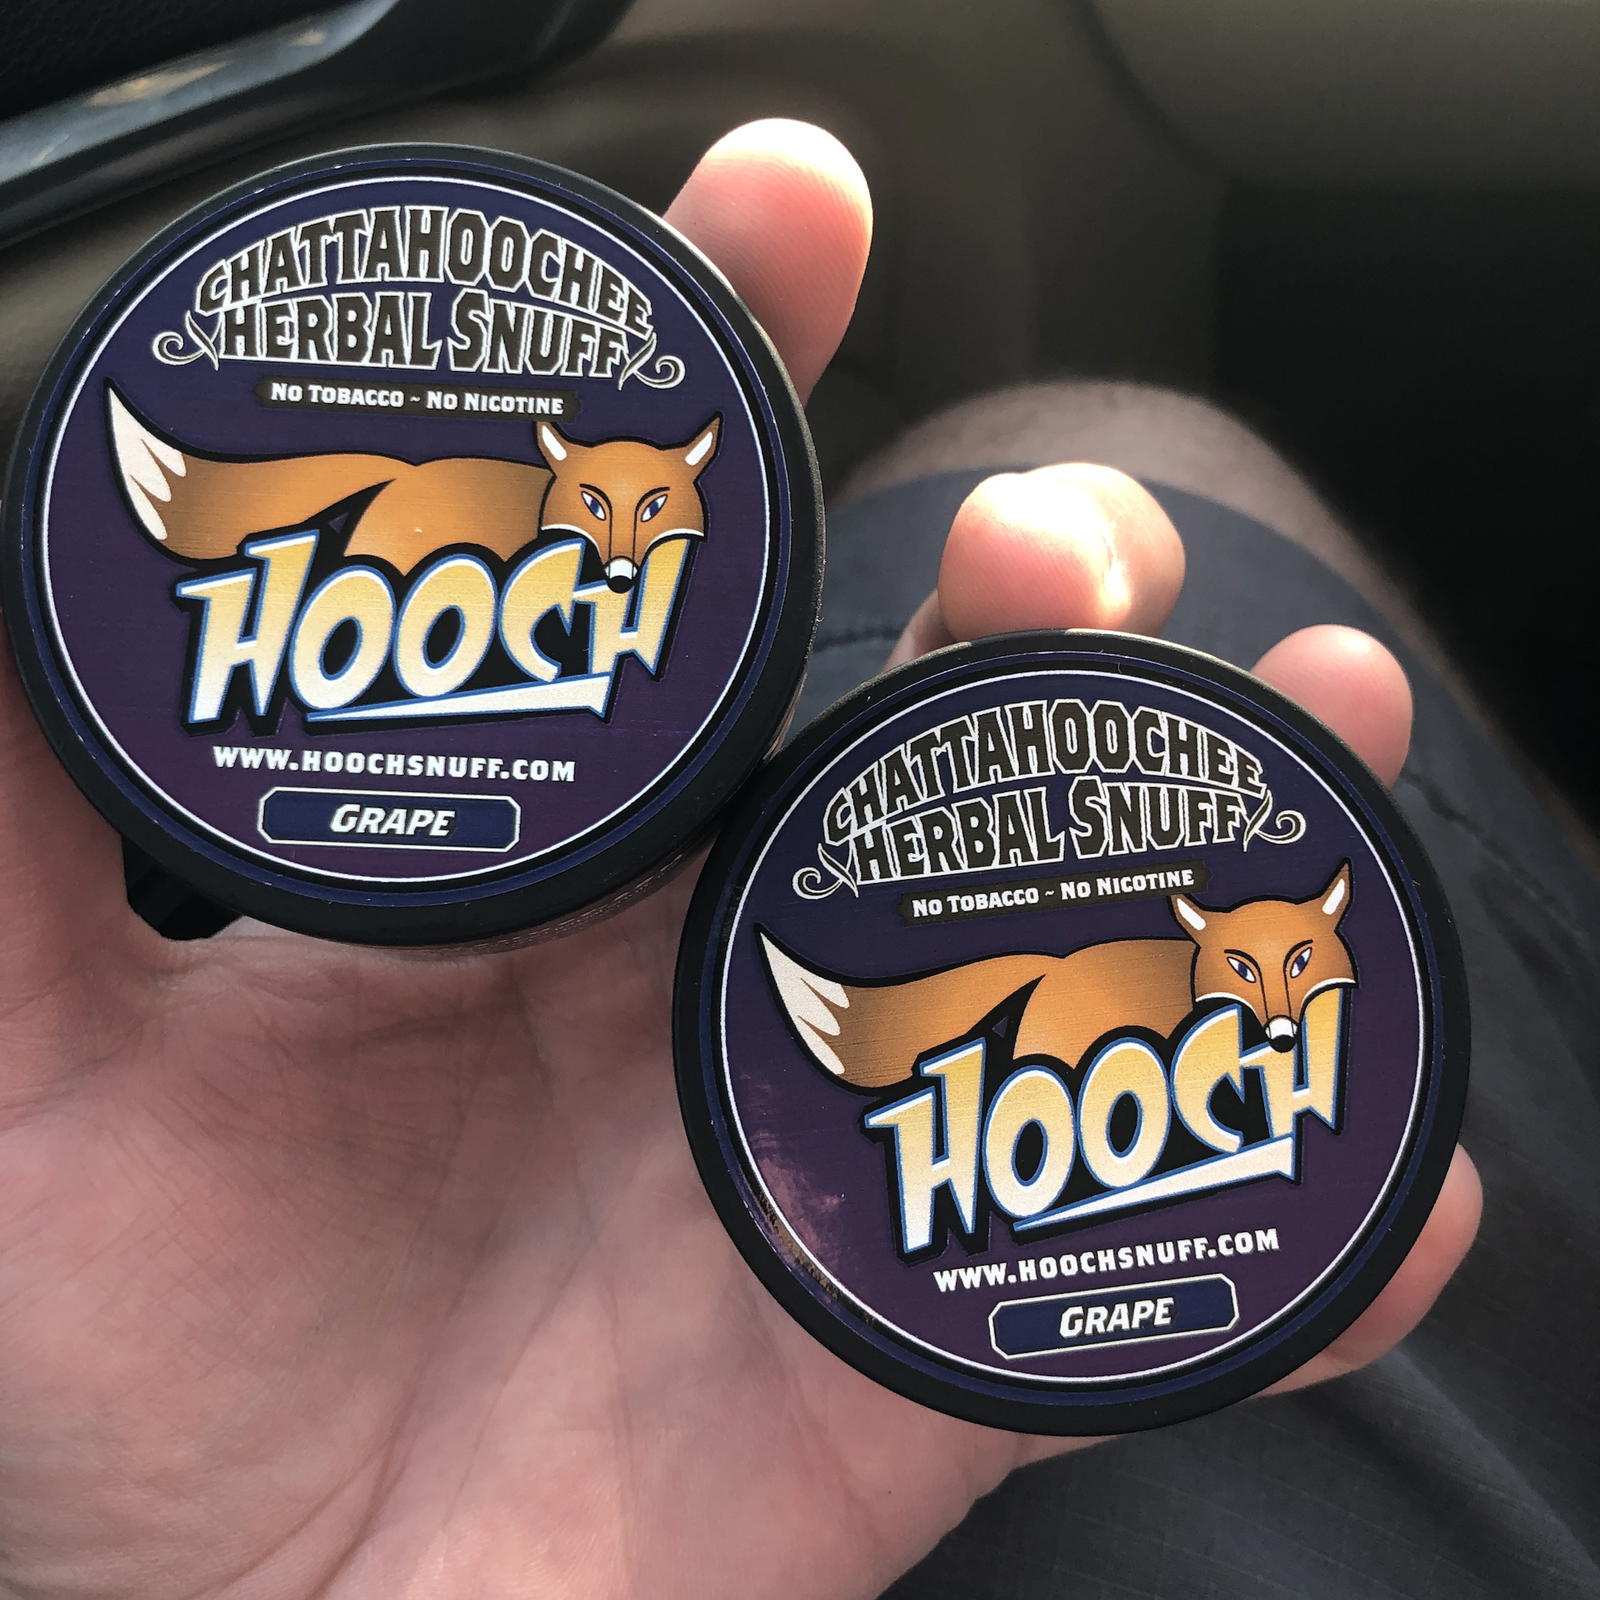 CHATTAHOOCHEE
HERBAL SNUFF
NO TOBACCO ~ NO NICOTINE
HOOCH
WWW.HOOCHSNUFF.COM
GRAPE
CHATTAHOOCHEE
HERBAL SNUFF
NO TOBACCO ~ NO NICOTINE
HOOCH
WWW.HOOCHSNUFF.COM
GRAPE